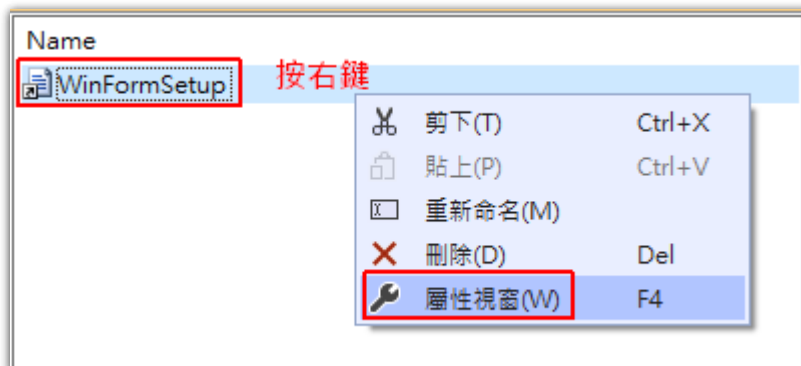 Name
WinFormSetup 按右鍵
剪下(T) Ctrl+X
貼上(P) Ctrl+V
重新命名(M)
刪除(D) Del
屬性視窗(W) F4